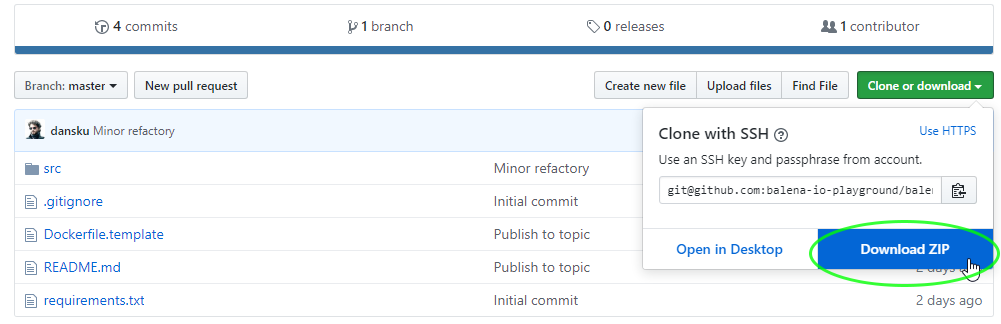 4 commits 1 branch 0 releases 1 contributor
Branch: master New pull request Create new file Upload files Find File Clone or download
dansku Minor refactory
Clone with SSH Use HTTPS
Use an SSH key and passphrase from account.
git@github.com:balena-io-playground/balen
Open in Desktop Download ZIP
src Minor refactory
.gitignore Initial commit
Dockerfile.template Publish to topic
README.md Publish to topic 2 days
requirements.txt Initial commit 2 days ago